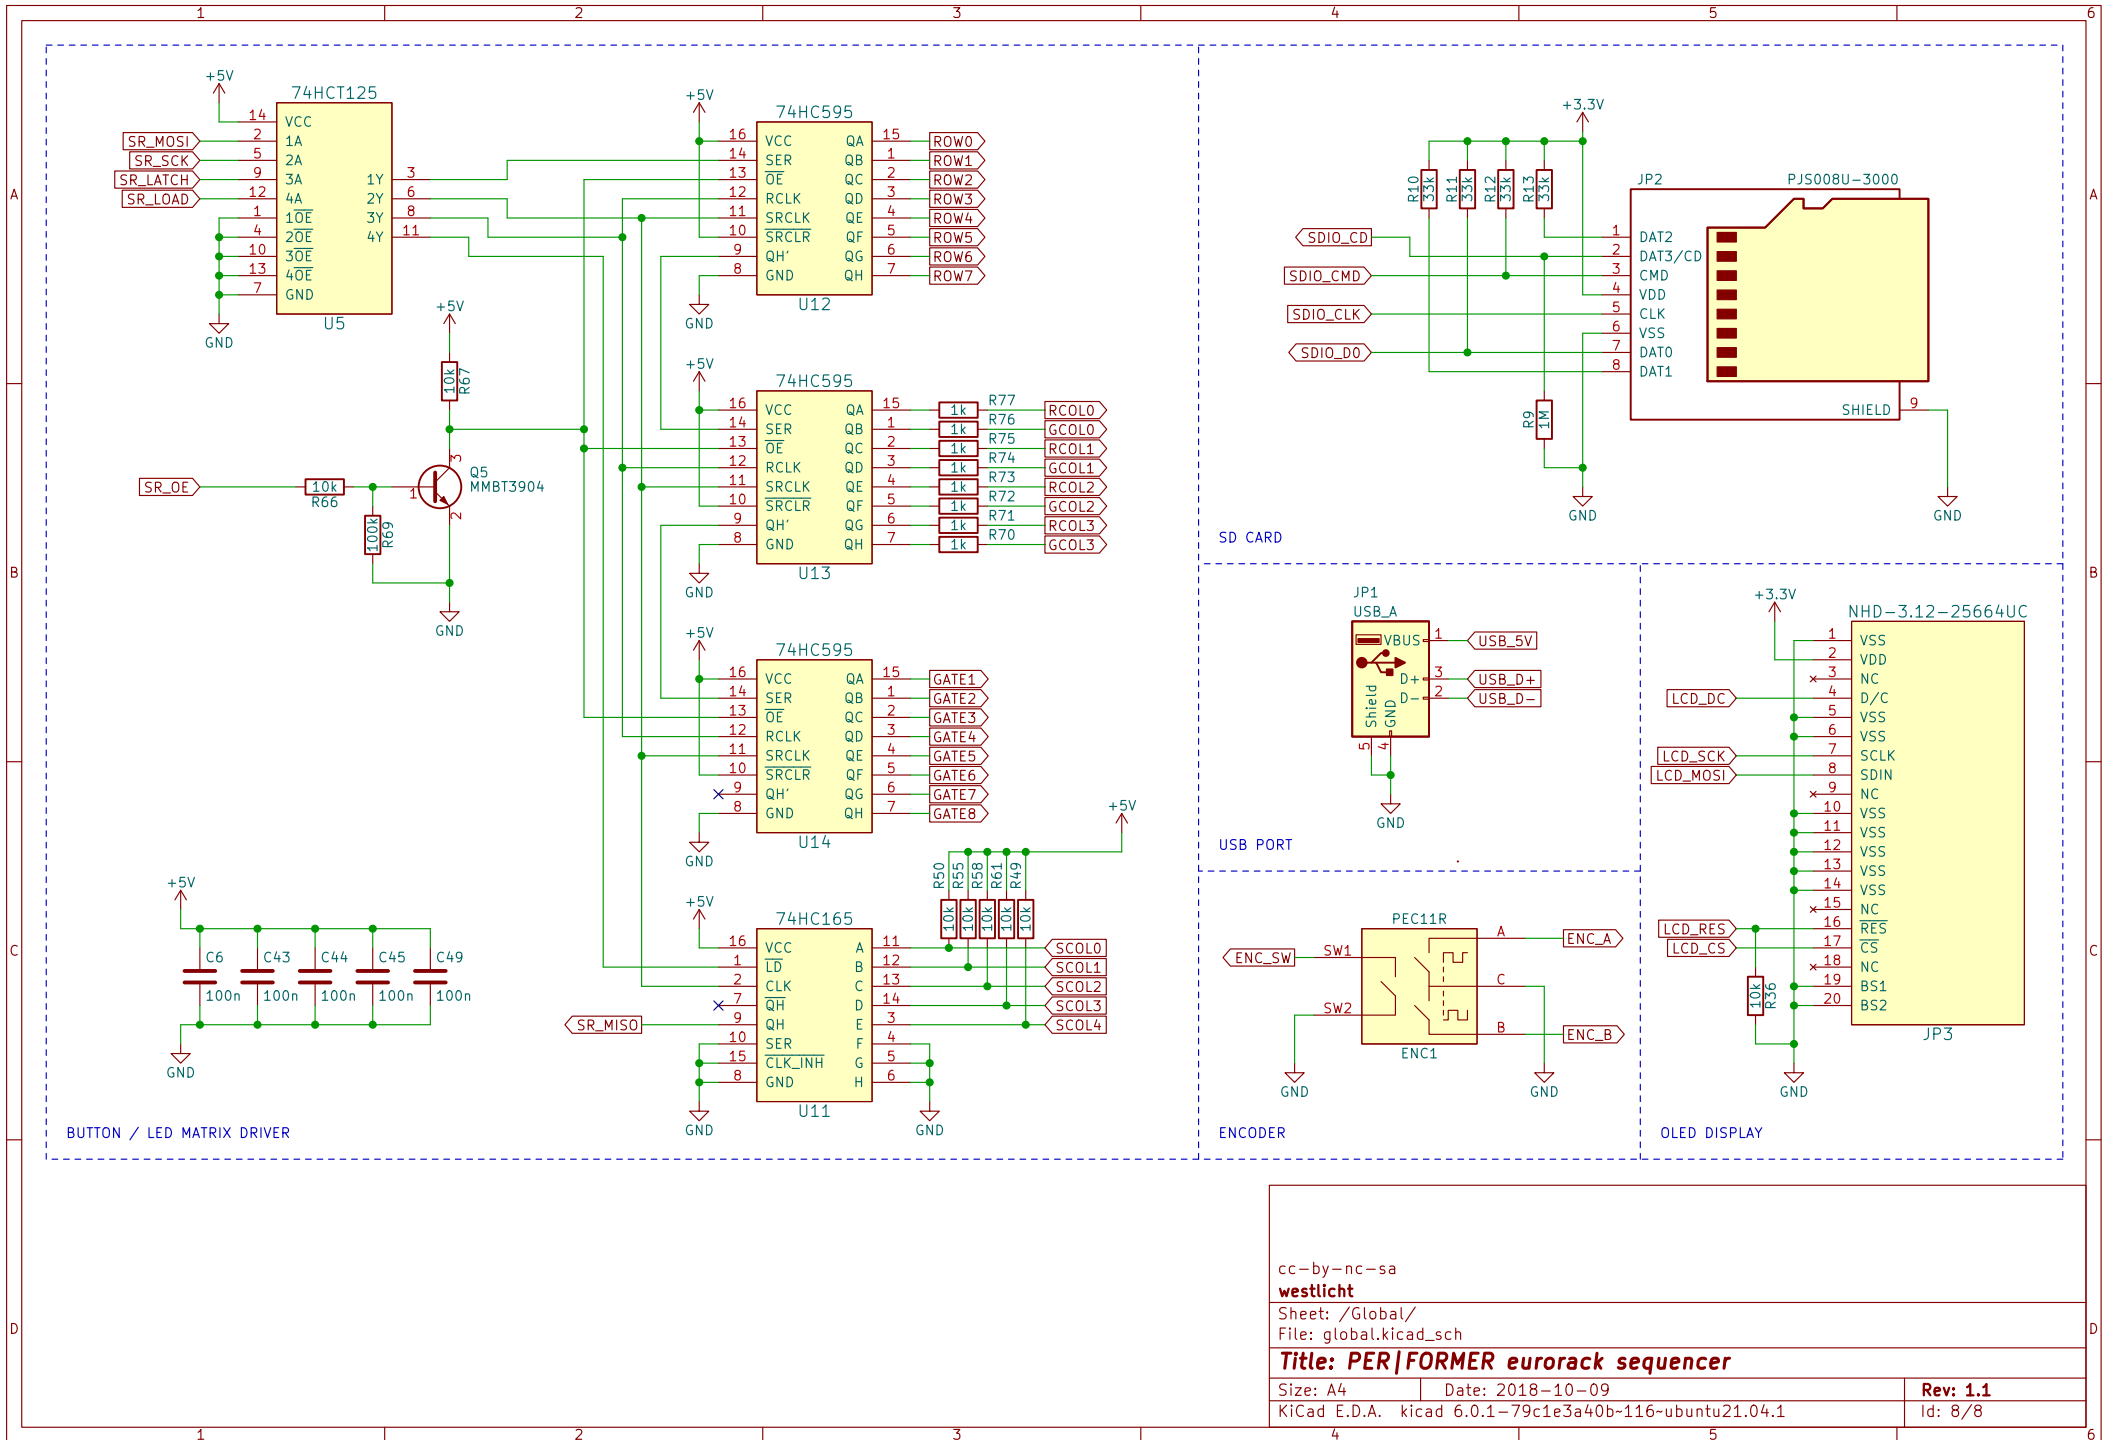 1 2 3 4 5 6
A
B
C
D
+5V
74HCT125
14 VCC
SR_MOSI 2 1A
SR_SCK 5 2A
SR_LATCH 9 3A 1Y 3
SR_LOAD 12 4A 2Y 6
1 1OE 3Y 8
4 2OE 4Y 11
10 3OE
13 4OE
7 GND
U5
GND
+5V
10k R67
SR_OE
10k
R66
100k R69
1
3
2
Q5
MMBT3904
GND
+5V
74HC595
16 VCC QA 15 ROW0
14 SER QB 1 ROW1
13 OE QC 2 ROW2
12 RCLK QD 3 ROW3
11 SRCLK QE 4 ROW4
10 SRCLR QF 5 ROW5
9 QH' QG 6 ROW6
8 GND QH 7 ROW7
U12
GND
+5V
74HC595
16 VCC QA 15 1k R77 RCOL0
14 SER QB 1 1k R76 GCOL0
13 OE QC 2 1k R75 RCOL1
12 RCLK QD 3 1k R74 GCOL1
11 SRCLK QE 4 1k R73 RCOL2
10 SRCLR QF 5 1k R72 GCOL2
9 QH' QG 6 1k R71 RCOL3
8 GND QH 7 1k R70 GCOL3
U13
GND
+5V
74HC595
16 VCC QA 15 GATE1
14 SER QB 1 GATE2
13 OE QC 2 GATE3
12 RCLK QD 3 GATE4
11 SRCLK QE 4 GATE5
10 SRCLR QF 5 GATE6
9 QH' QG 6 GATE7
8 GND QH 7 GATE8
U14
GND
+5V
R50 R55 R58 R61 R49
10k 10k 10k 10k 10k
+5V
74HC165
16 VCC A 11 SCOL0
1 LD B 12 SCOL1
2 CLK C 13 SCOL2
7 QH D 14 SCOL3
SR_MISO 9 QH E 3 SCOL4
10 SER F 4
15 CLK_INH G 5
8 GND H 6
U11
GND
GND
+5V
C6 C43 C44 C45 C49
100n 100n 100n 100n 100n
GND
BUTTON / LED MATRIX DRIVER
+3.3V
R10 33k R11 33k R12 33k R13 33k
JP2
PJS008U-3000
SDIO_CD
SDIO_CMD
SDIO_CLK
SDIO_D0
1 DAT2
2 DAT3/CD
3 CMD
4 VDD
5 CLK
6 VSS
7 DAT0
8 DAT1
SHIELD 9
R9 1M
GND
GND
SD CARD
JP1
USB_A
VBUS 1 USB_5V
D+ 3 USB_D+
D- 2 USB_D-
Shield GND
5 4
GND
USB PORT
PEC11R
ENC_SW SW1 A ENC_A
C
SW2 B ENC_B
ENC1
GND
GND
ENCODER
+3.3V
NHD-3.12-25664UC
1 VSS
2 VDD
3 NC
LCD_DC 4 D/C
5 VSS
6 VSS
LCD_SCK 7 SCLK
LCD_MOSI 8 SDIN
9 NC
10 VSS
11 VSS
12 VSS
13 VSS
14 VSS
15 NC
LCD_RES 16 RES
LCD_CS 17 CS
18 NC
19 BS1
20 BS2
10k R36
JP3
GND
OLED DISPLAY
cc-by-nc-sa
westlicht
Sheet: /Global/
File: global.kicad_sch
Title: PER|FORMER eurorack sequencer
Size: A4 Date: 2018-10-09 Rev: 1.1
KiCad E.D.A. kicad 6.0.1-79c1e3a40b~116~ubuntu21.04.1 Id: 8/8
A
B
C
D
1 2 3 4 5 6